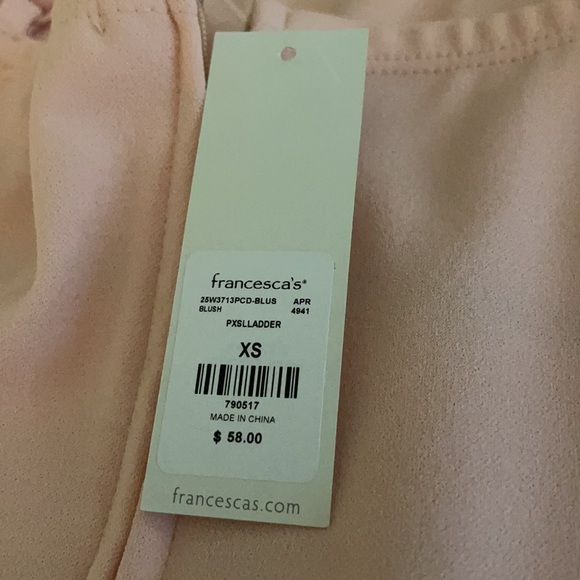 francesca's®
25W3713PCD-BLUS APR
BLUSH 4941
PXSLLADDER
XS
790517
MADE IN CHINA
$ 58.00
francescas.com